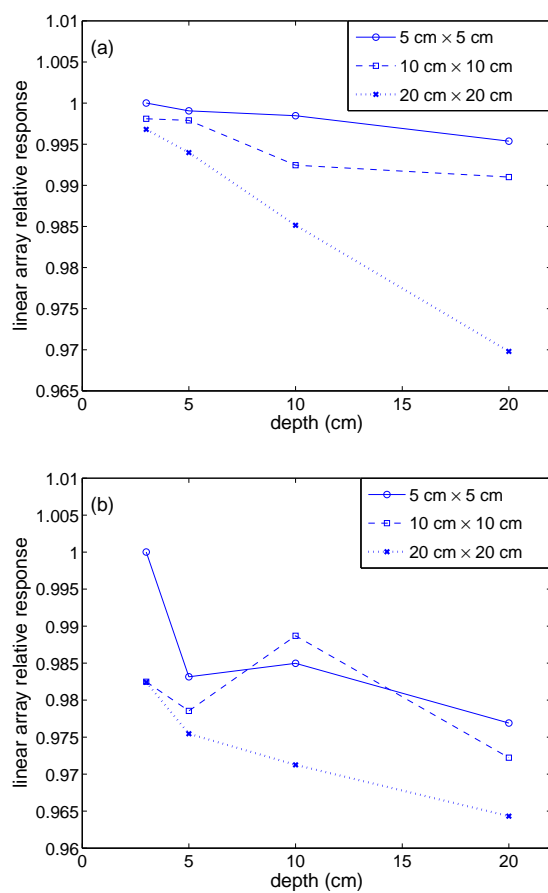 (a)
5 cm × 5 cm
10 cm × 10 cm
20 cm × 20 cm
1.01
1.005
1
0.995
0.99
0.985
0.98
0.975
0.97
0.965
linear array relative response
0 5 10 15 20
depth (cm)
(b)
5 cm × 5 cm
10 cm × 10 cm
20 cm × 20 cm
1.01
1.005
1
0.995
0.99
0.985
0.98
0.975
0.97
0.965
0.96
linear array relative response
0 5 10 15 20
depth (cm)